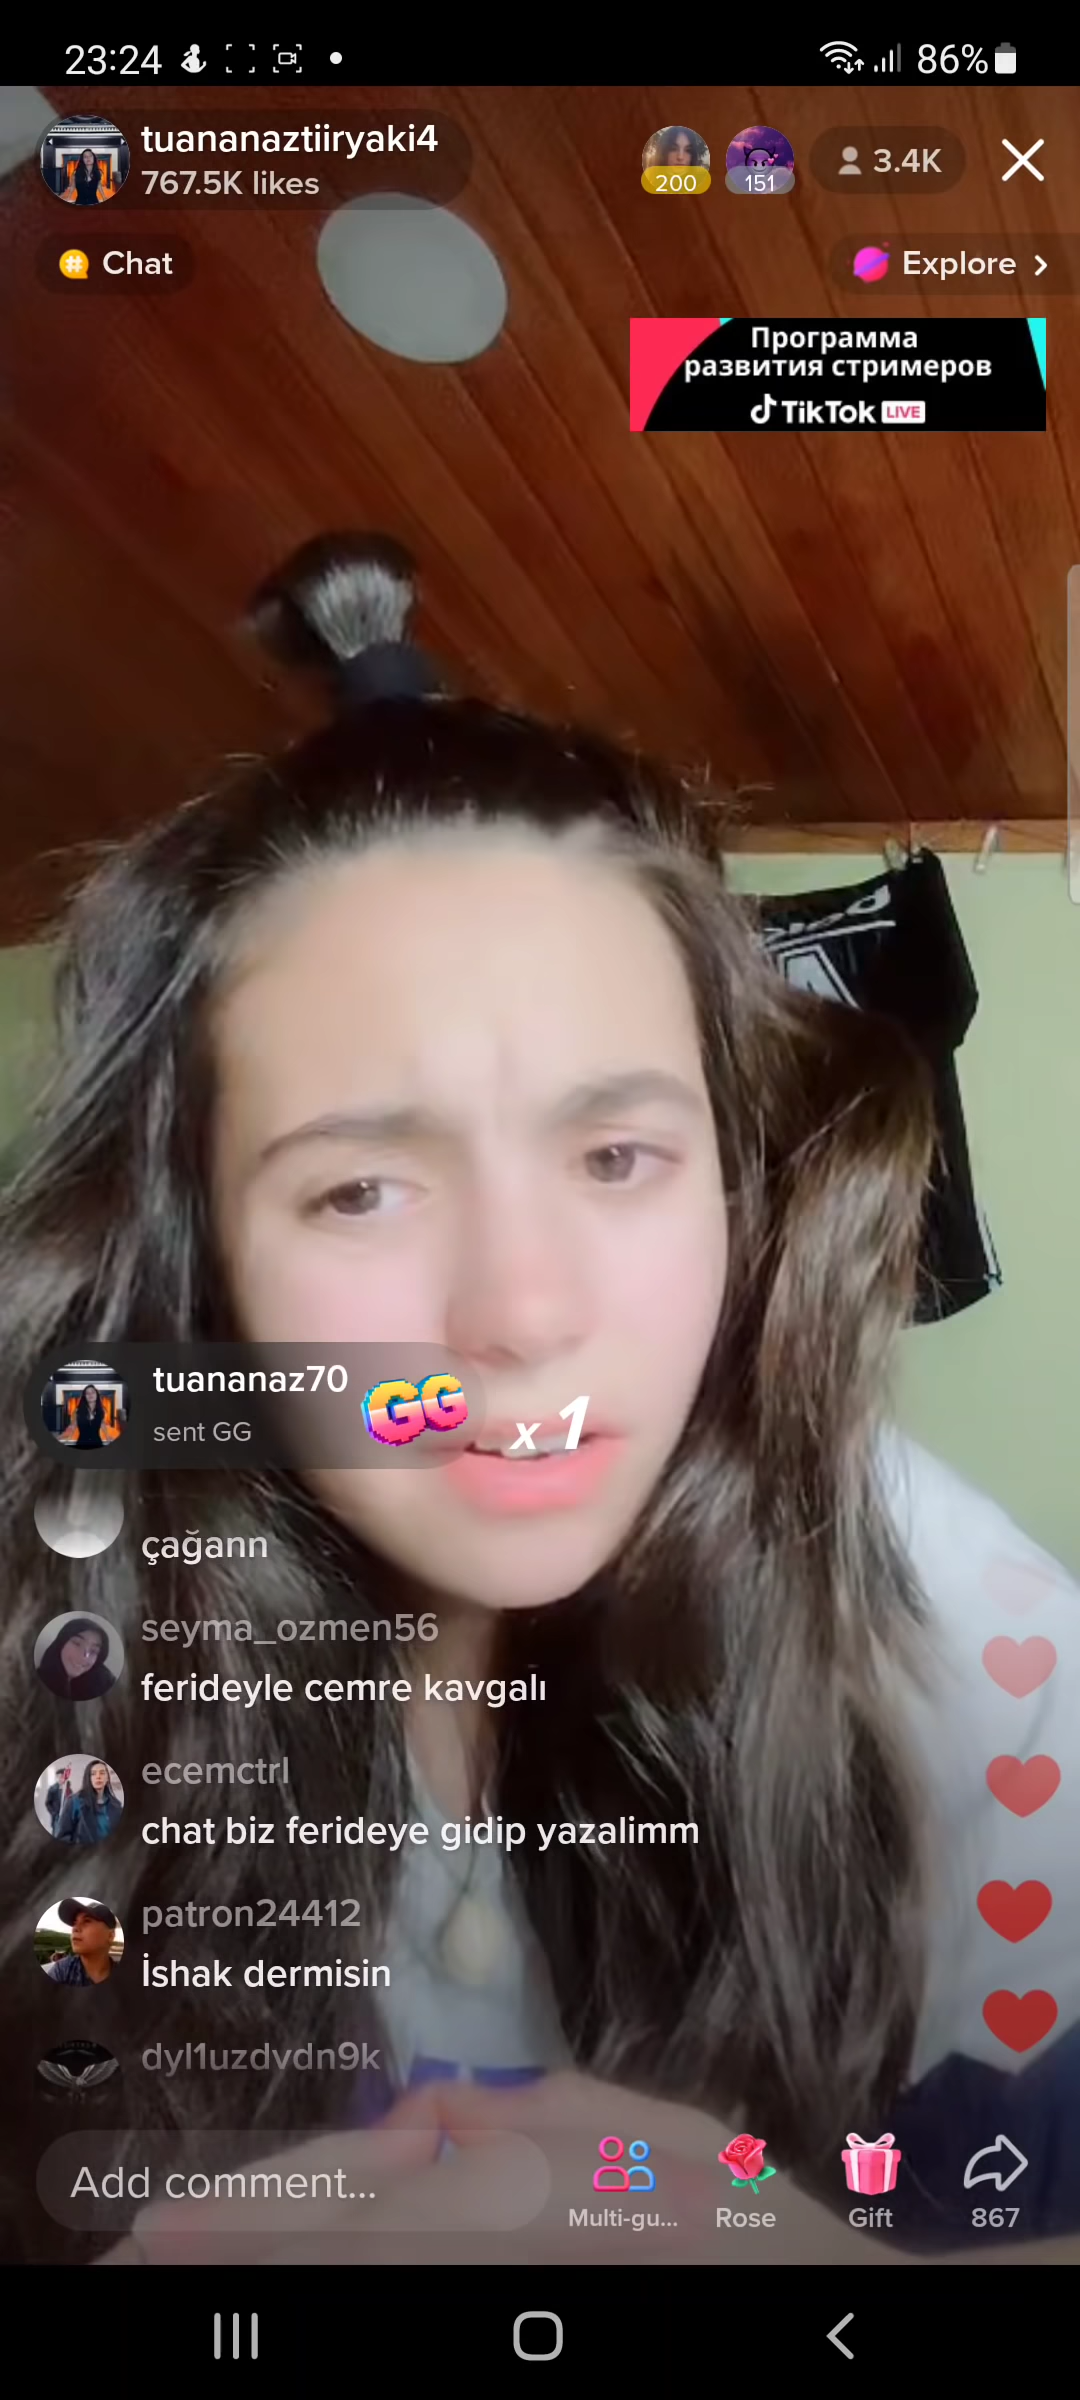 23:24
86%
tuananaztiiryaki4
767.5K likes
200
151
3.4K
Chat
Explore
Программа
развития стримеров
TikTok LIVE
tuananaz70
sent GG
GG
x 1
çağann
seyma_ozmen56
ferideyle cemre kavgalı
ecemctrl
chat biz ferideye gidip yazalimm
patron24412
İshak dermisin
dyl1uzdvdn9k
Add comment...
Multi-gu...
Rose
Gift
867